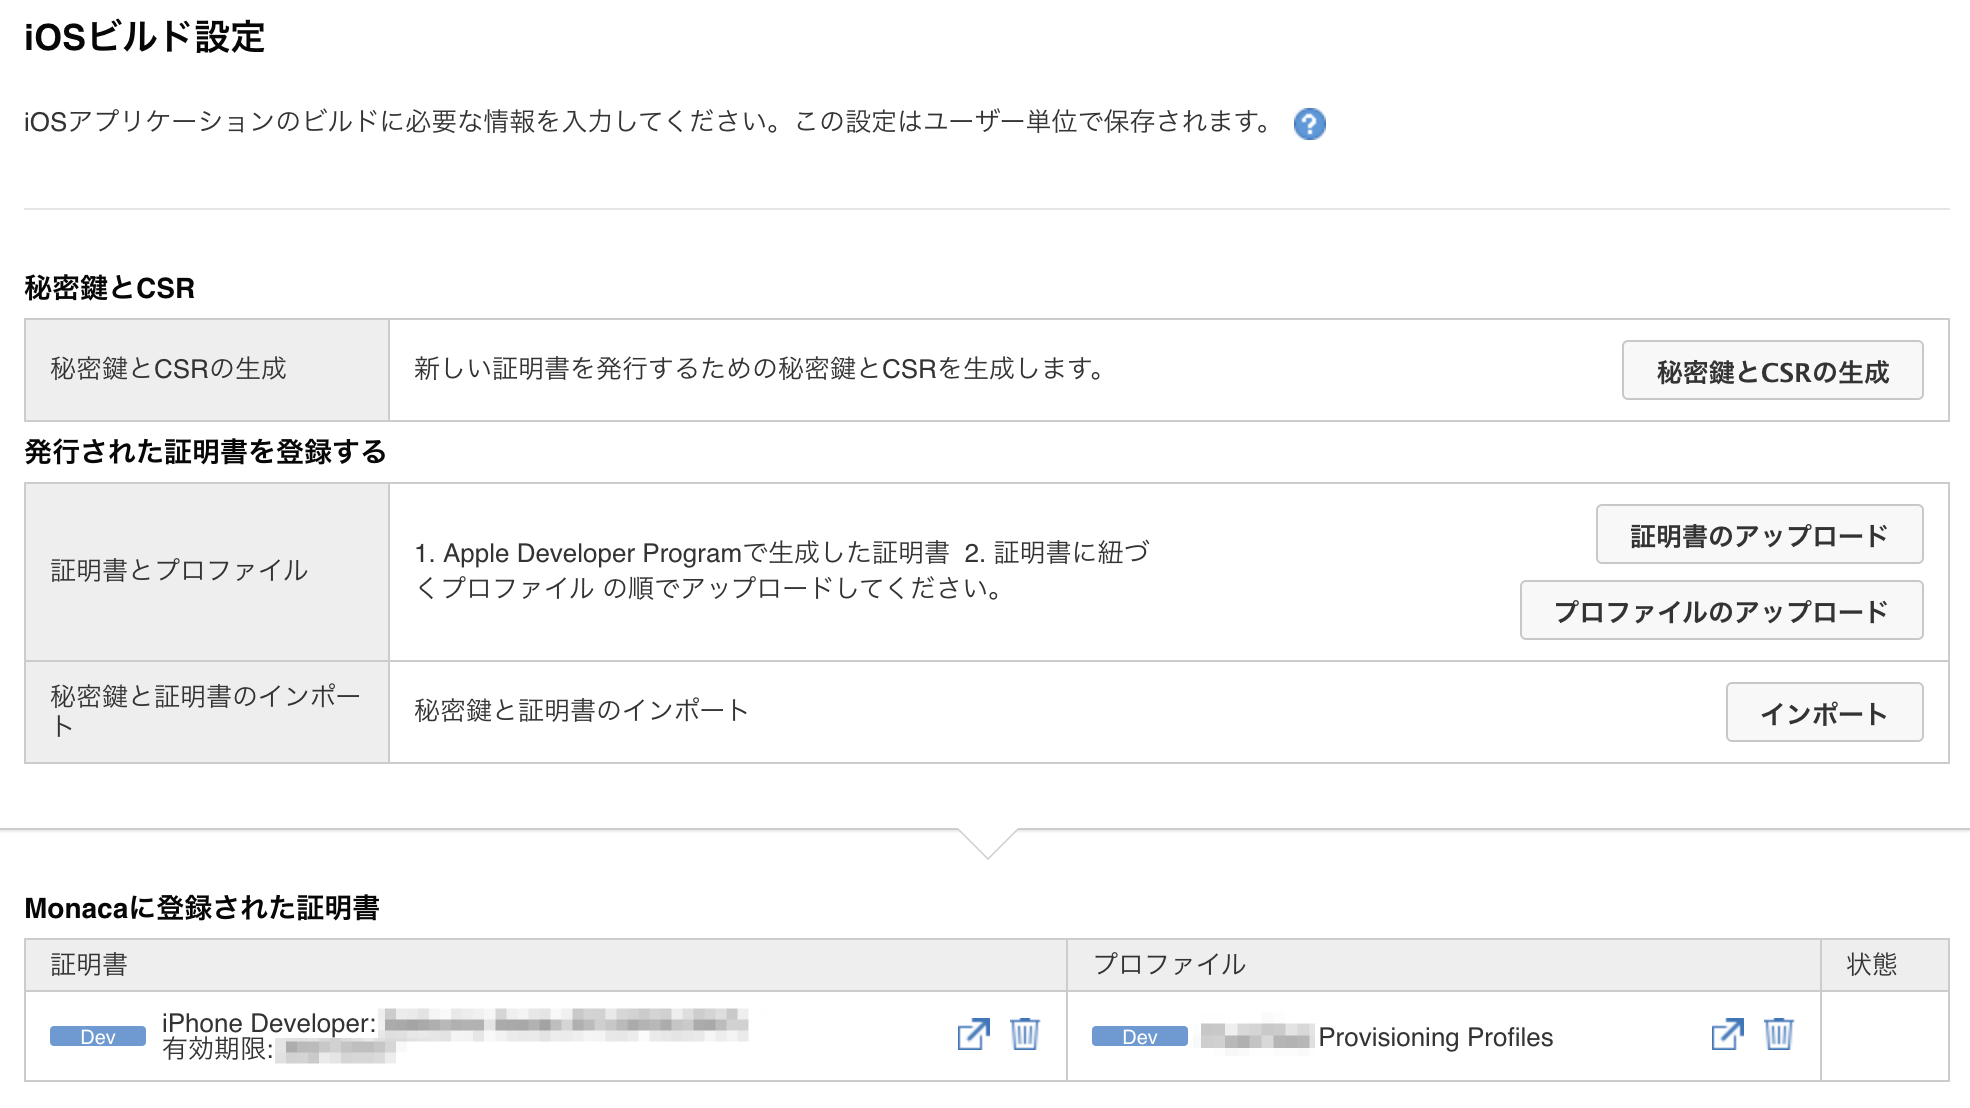 iOSビルド設定
iOSアプリケーションのビルドに必要な情報を入力してください。この設定はユーザー単位で保存されます。 ?
秘密鍵とCSR
秘密鍵とCSRの生成
新しい証明書を発行するための秘密鍵とCSRを生成します。
秘密鍵とCSRの生成
発行された証明書を登録する
証明書とプロファイル
1. Apple Developer Programで生成した証明書 2. 証明書に紐づ
くプロファイル の順でアップロードしてください。
証明書のアップロード
プロファイルのアップロード
秘密鍵と証明書のインポー
ト
秘密鍵と証明書のインポート
インポート
Monacaに登録された証明書
証明書
プロファイル
状態
Dev
iPhone Developer:
有効期限:
Dev
Provisioning Profiles